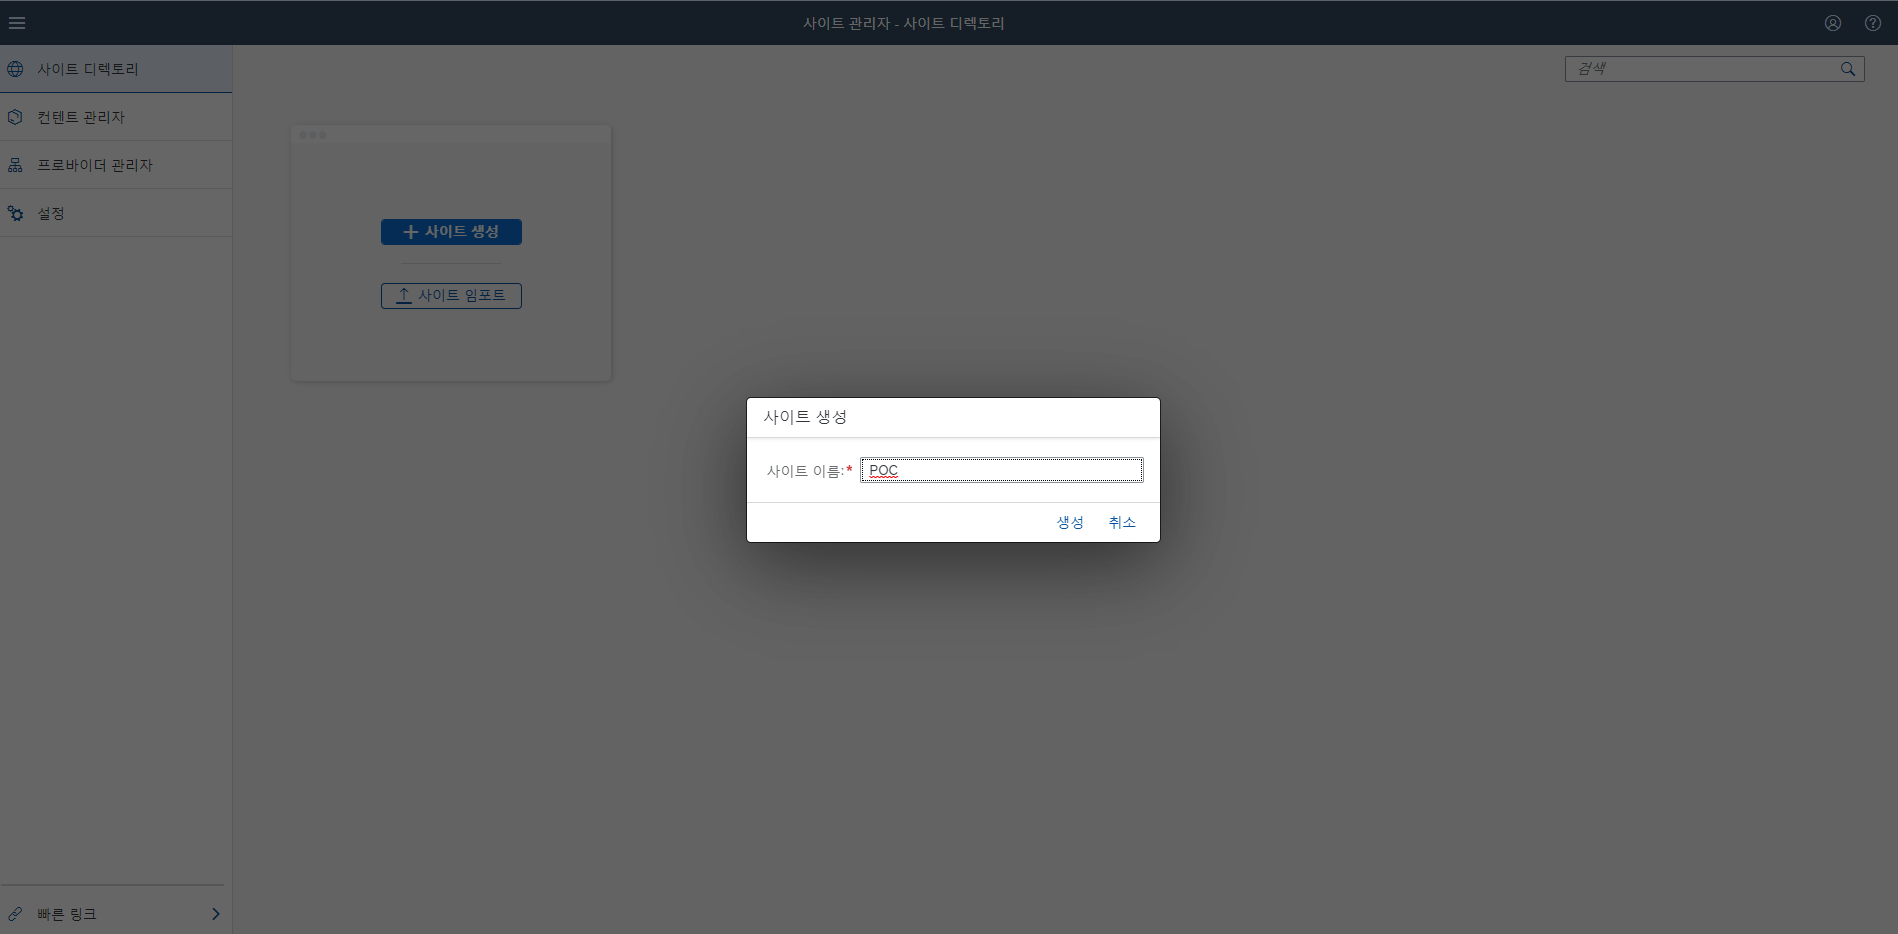 사이트 관리자 - 사이트 디렉토리
사이트 디렉토리
컨텐트 관리자
프로바이더 관리자
설정
검색
사이트 생성
사이트 임포트
사이트 생성
사이트 이름:* POC
생성 취소
빠른 링크